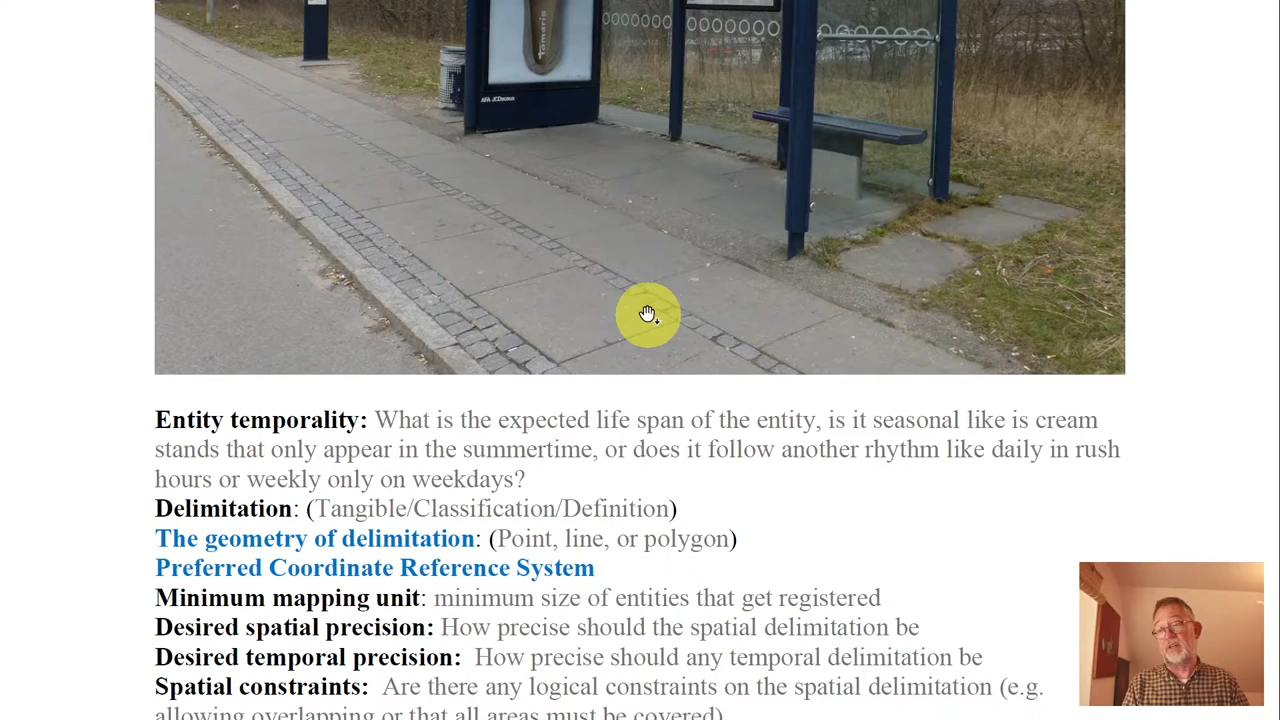 Tamaris
AFA JCDecaux
Entity temporality: What is the expected life span of the entity, is it seasonal like is cream
stands that only appear in the summertime, or does it follow another rhythm like daily in rush
hours or weekly only on weekdays?
Delimitation: (Tangible/Classification/Definition)
The geometry of delimitation: (Point, line, or polygon)
Preferred Coordinate Reference System
Minimum mapping unit: minimum size of entities that get registered
Desired spatial precision: How precise should the spatial delimitation be
Desired temporal precision:  How precise should any temporal delimitation be
Spatial constraints:  Are there any logical constraints on the spatial delimitation (e.g.
allowing overlapping or that all areas must be covered)